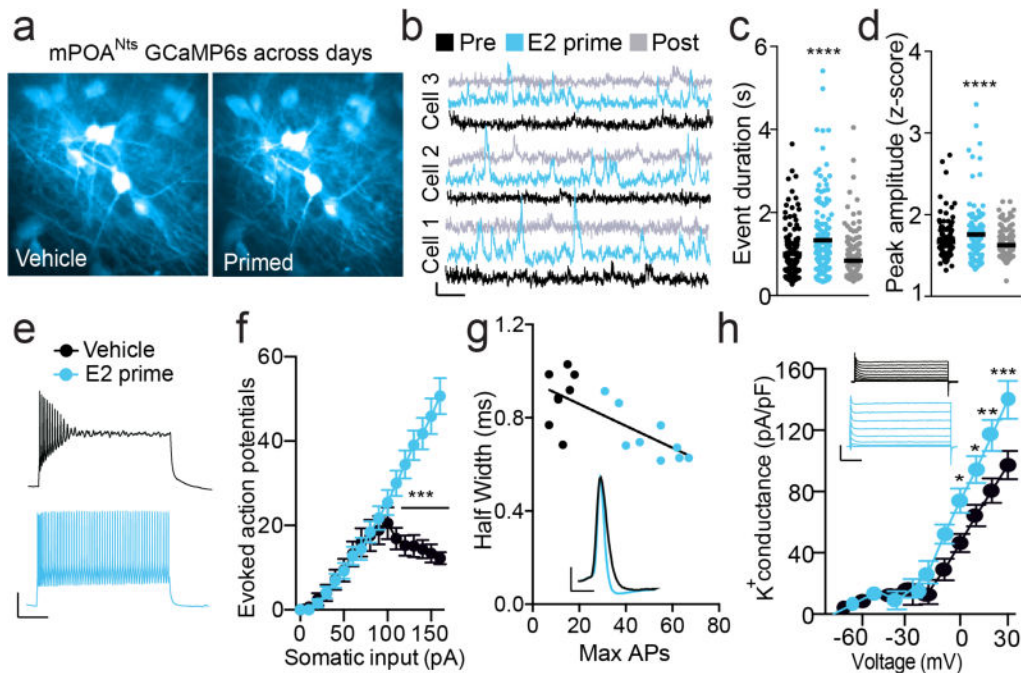 a
mPOA^Nts GCaMP6s across days
Vehicle
Primed
b
Pre E2 prime Post
Cell 3
Cell 2
Cell 1
c
****
Event duration (s)
6
4
2
0
d
****
Peak amplitude (z-score)
4
3
2
1
e
Vehicle
E2 prime
f
Evoked action potentials
60
40
20
0
***
0 50 100 150
Somatic input (pA)
g
Half Width (ms)
1.2
0.8
0.4
0.0
0 20 40 60 80
Max APs
h
K+ conductance (pA/pF)
160
120
80
40
0
* * ** ***
-60 -30 0 30
Voltage (mV)